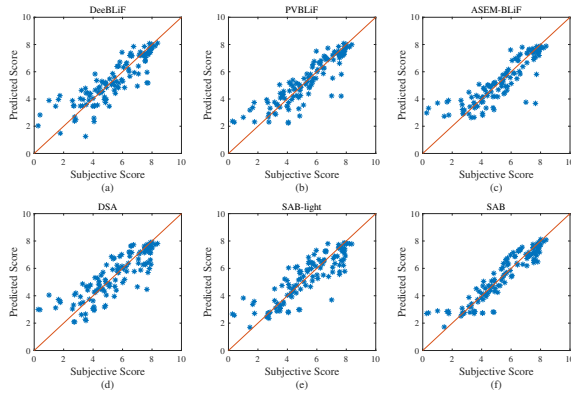 DeeBLiF
PVBLiF
ASEM-BLiF
10
8
6
4
2
0
Predicted Score
0 2 4 6 8 10
Subjective Score
(a)
10
8
6
4
2
0
Predicted Score
0 2 4 6 8 10
Subjective Score
(b)
10
8
6
4
2
0
Predicted Score
0 2 4 6 8 10
Subjective Score
(c)
DSA
SAB-light
SAB
10
8
6
4
2
0
Predicted Score
0 2 4 6 8 10
Subjective Score
(d)
10
8
6
4
2
0
Predicted Score
0 2 4 6 8 10
Subjective Score
(e)
10
8
6
4
2
0
Predicted Score
0 2 4 6 8 10
Subjective Score
(f)